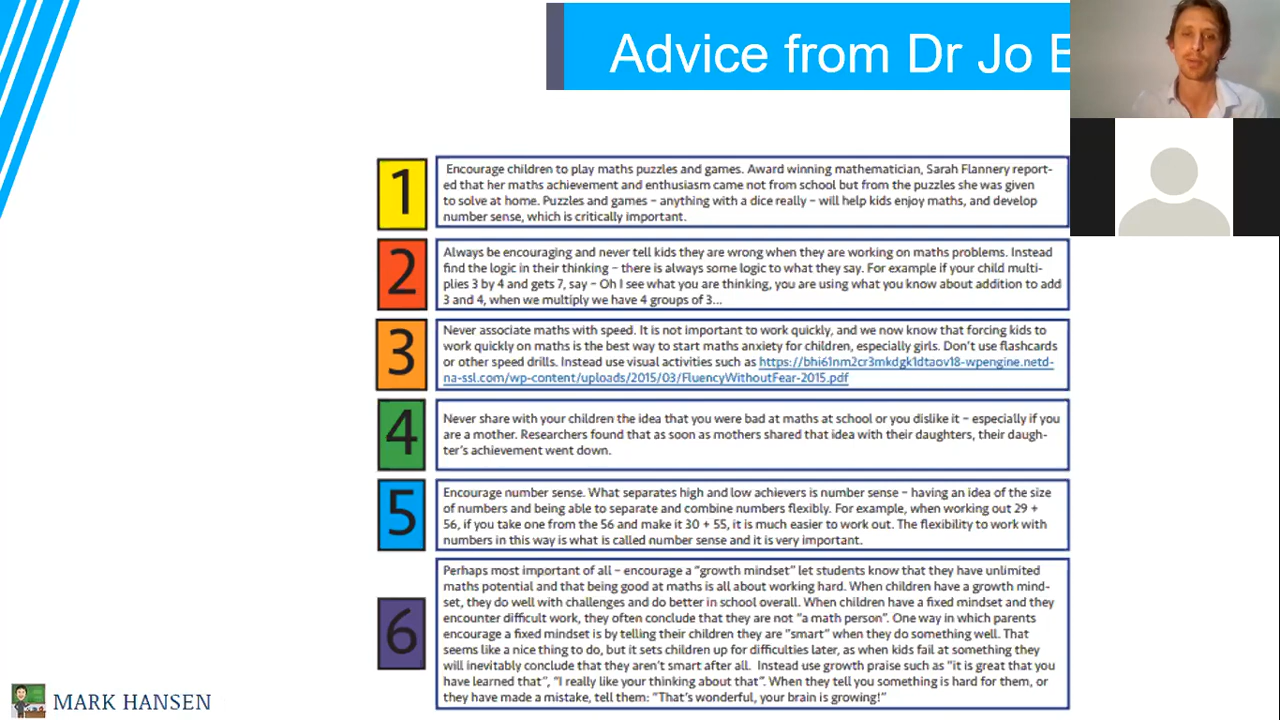 Advice from Dr Jo
1
Encourage children to play maths puzzles and games. Award winning mathematician, Sarah Flannery report-
ed that her maths achievement and enthusiasm came not from school but from the puzzles she was given
to solve at home. Puzzles and games – anything with a dice really – will help kids enjoy maths, and develop
number sense, which is critically important.
2
Always be encouraging and never tell kids they are wrong when they are working on maths problems. Instead
find the logic in their thinking – there is always some logic to what they say. For example if your child multi-
plies 3 by 4 and gets 7, say – Oh I see what you are thinking, you are using what you know about addition to add
3 and 4, when we multiply we have 4 groups of 3...
3
Never associate maths with speed. It is not important to work quickly, and we now know that forcing kids to
work quickly on maths is the best way to start maths anxiety for children, especially girls. Don't use flashcards
or other speed drills. Instead use visual activities such as https://bhi61nm2cr3mkdgk1dtaov18-wpengine.netd-
na-ssl.com/wp-content/uploads/2015/03/FluencyWithoutFear-2015.pdf
4
Never share with your children the idea that you were bad at maths at school or you dislike it – especially if you
are a mother. Researchers found that as soon as mothers shared that idea with their daughters, their daugh-
ter's achievement went down.
5
Encourage number sense. What separates high and low achievers is number sense – having an idea of the size
of numbers and being able to separate and combine numbers flexibly. For example, when working out 29 +
56, if you take one from the 56 and make it 30 + 55, it is much easier to work out. The flexibility to work with
numbers in this way is what is called number sense and it is very important.
6
Perhaps most important of all – encourage a "growth mindset" let students know that they have unlimited
maths potential and that being good at maths is all about working hard. When children have a growth mind-
set, they do well with challenges and do better in school overall. When children have a fixed mindset and they
encounter difficult work, they often conclude that they are not "a math person". One way in which parents
encourage a fixed mindset is by telling their children they are "smart" when they do something well. That
seems like a nice thing to do, but it sets children up for difficulties later, as when kids fail at something they
will inevitably conclude that they aren't smart after all. Instead use growth praise such as "it is great that you
have learned that", "I really like your thinking about that". When they tell you something is hard for them, or
they have made a mistake, tell them: "That's wonderful, your brain is growing!"
MARK HANSEN